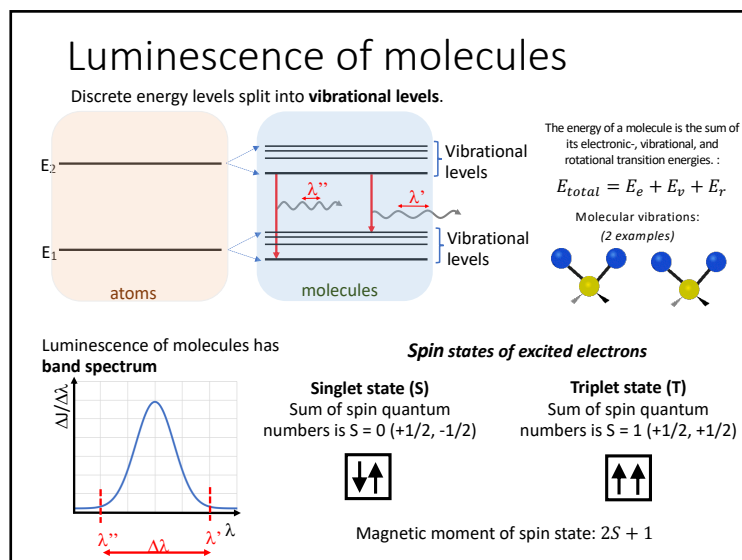 Luminescence of molecules
Discrete energy levels split into vibrational levels.
E2
E1
atoms
λ”
λ’
Vibrational
levels
Vibrational
levels
molecules
The energy of a molecule is the sum of
its electronic-, vibrational, and
rotational transition energies. :
E_total = E_e + E_v + E_r
Molecular vibrations:
(2 examples)
Luminescence of molecules has
band spectrum
ΔJ/Δλ
λ” λ’ λ
Δλ
Spin states of excited electrons
Singlet state (S)
Sum of spin quantum
numbers is S = 0 (+1/2, -1/2)
Triplet state (T)
Sum of spin quantum
numbers is S = 1 (+1/2, +1/2)
Magnetic moment of spin state: 2S + 1